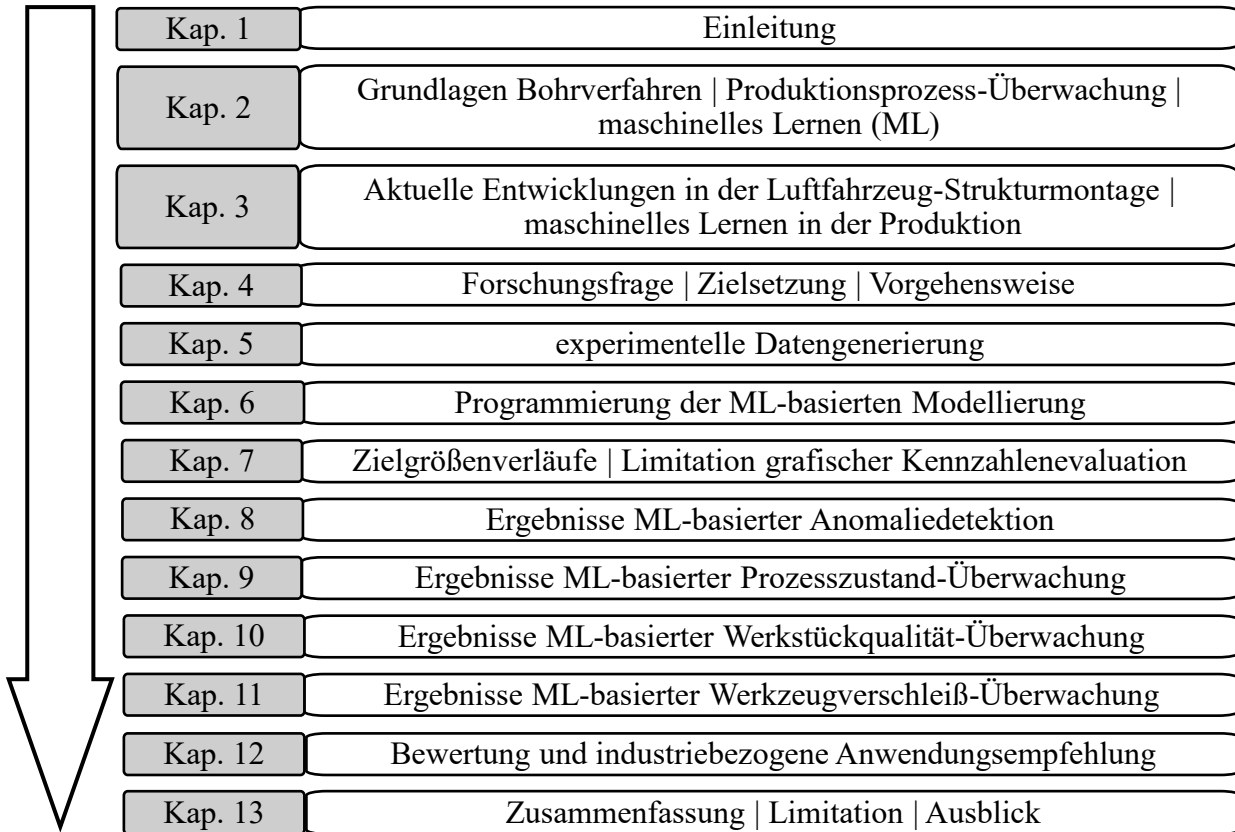 Kap. 1 Einleitung
Kap. 2 Grundlagen Bohrverfahren | Produktionsprozess-Überwachung |
maschinelles Lernen (ML)
Kap. 3 Aktuelle Entwicklungen in der Luftfahrzeug-Strukturmontage |
maschinelles Lernen in der Produktion
Kap. 4 Forschungsfrage | Zielsetzung | Vorgehensweise
Kap. 5 experimentelle Datengenerierung
Kap. 6 Programmierung der ML-basierten Modellierung
Kap. 7 Zielgrößenverläufe | Limitation grafischer Kennzahlenevaluation
Kap. 8 Ergebnisse ML-basierter Anomaliedetektion
Kap. 9 Ergebnisse ML-basierter Prozesszustand-Überwachung
Kap. 10 Ergebnisse ML-basierter Werkstückqualität-Überwachung
Kap. 11 Ergebnisse ML-basierter Werkzeugverschleiß-Überwachung
Kap. 12 Bewertung und industriebezogene Anwendungsempfehlung
Kap. 13 Zusammenfassung | Limitation | Ausblick